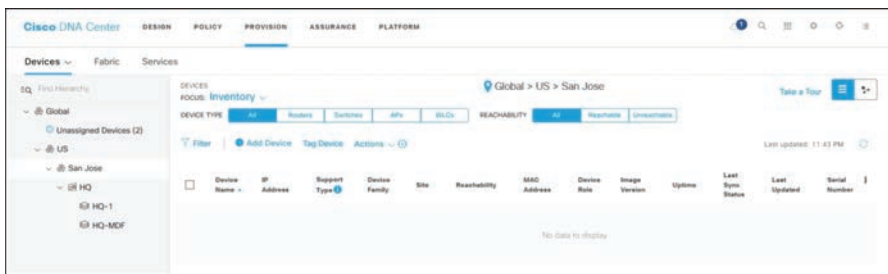 Cisco DNA Center DESIGN POLICY PROVISION ASSURANCE PLATFORM 1
Devices Fabric Services
Find Hierarchy
Global
Unassigned Devices (2)
US
San Jose
HQ
HQ-1
HQ-MDF
DEVICES
FOCUS: Inventory
Global > US > San Jose
Take a Tour
DEVICE TYPE All Routers Switches APs WLCs REACHABILITY All Reachable Unreachable
Filter Add Device Tag Device Actions
Last updated: 11:43 PM
Device Name IP Address Support Type Device Family Site Reachability MAC Address Device Role Image Version Uptime Last Sync Status Last Updated Serial Number
No data to display